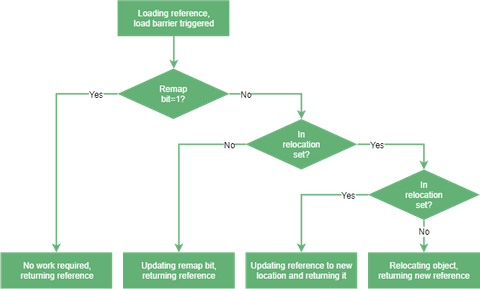 Loading reference,
load barrier triggered
Remap
bit=1?
Yes
No
In
relocation
set?
No
Yes
In
relocation
set?
Yes
No
No work required,
returning reference
Updating remap bit,
returning reference
Updating reference to new
location and returning it
Relocating object,
returning new reference